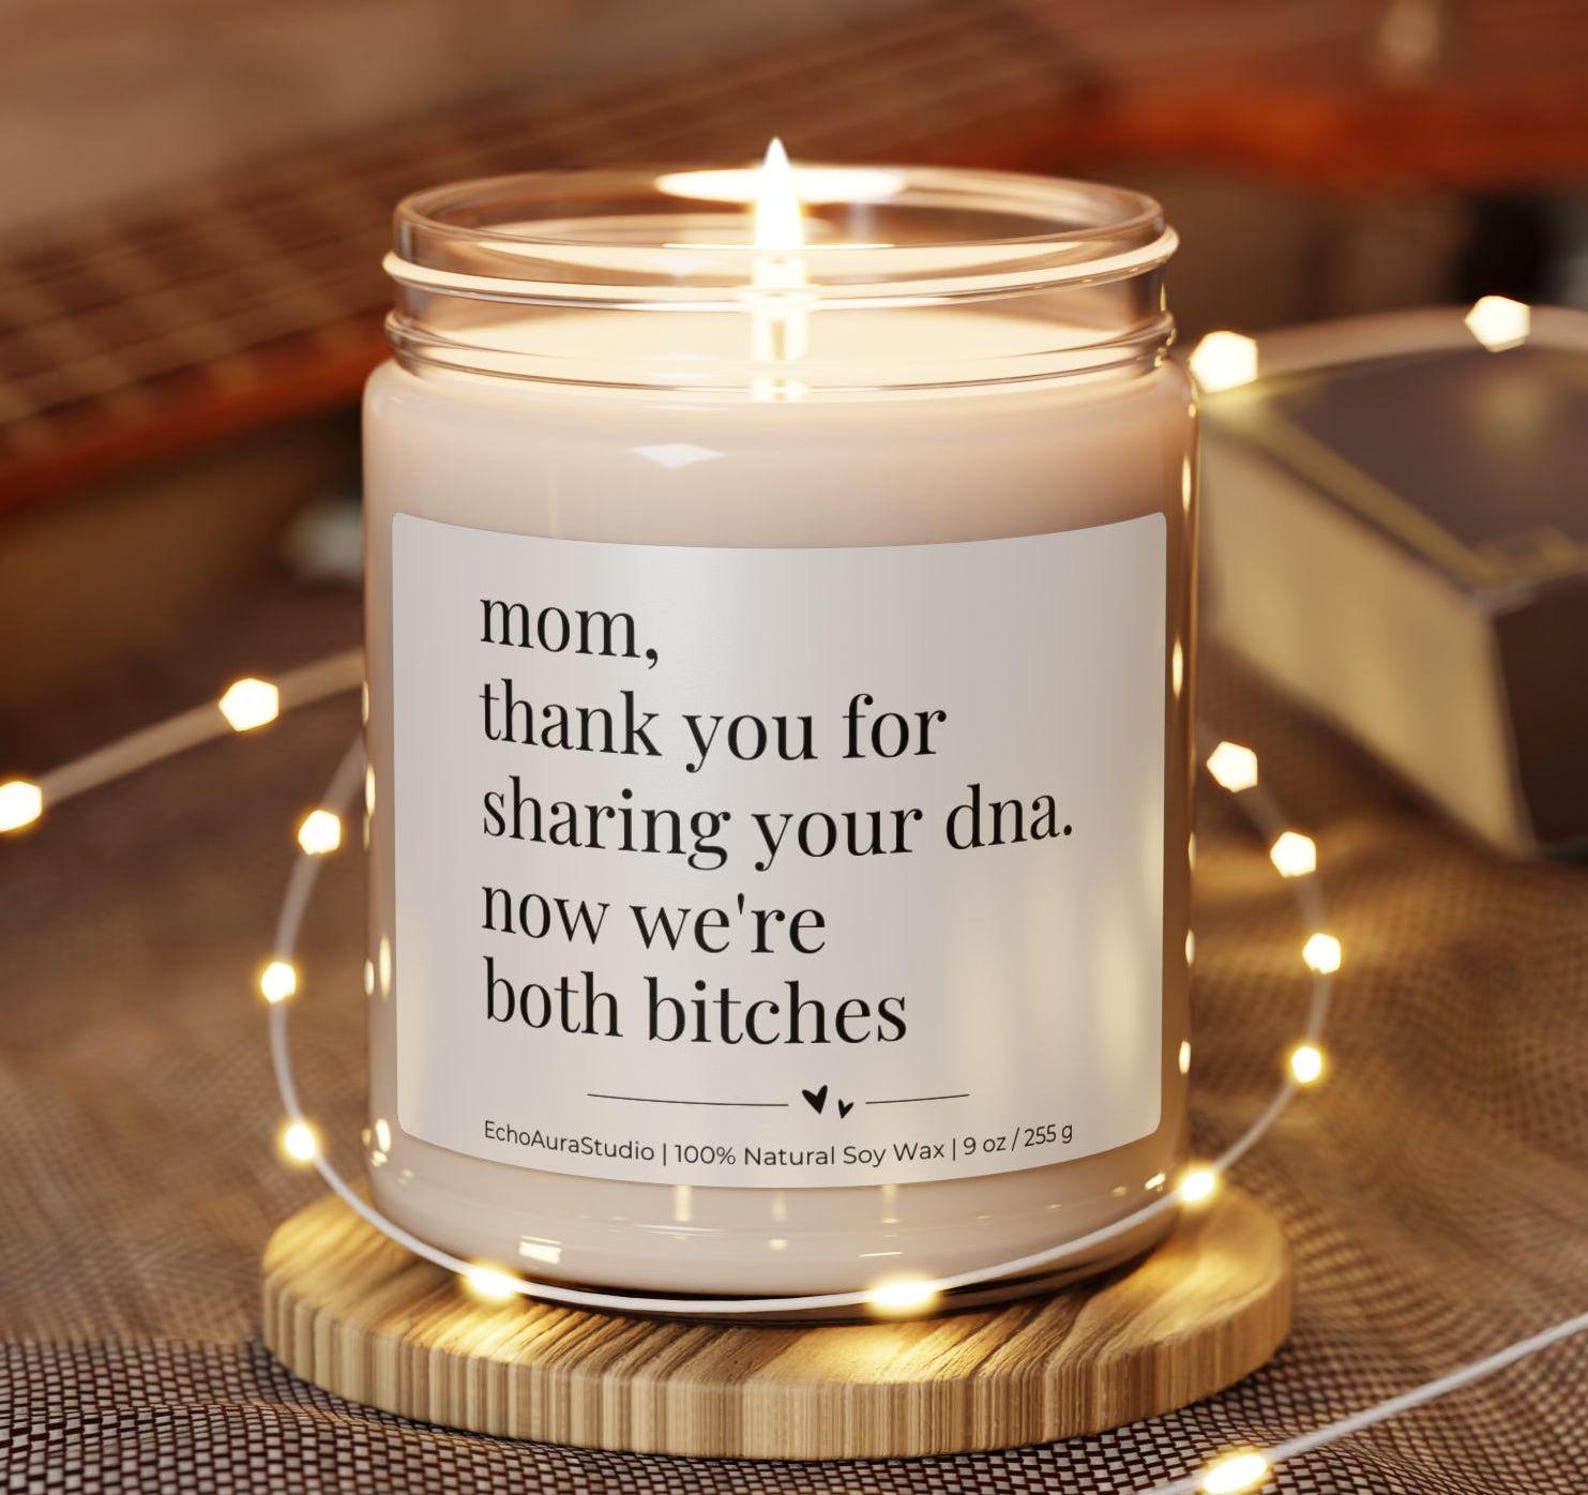 mom,
thank you for
sharing your dna.
now we're
both bitches
EchoAuraStudio | 100% Natural Soy Wax | 9 oz / 255 g